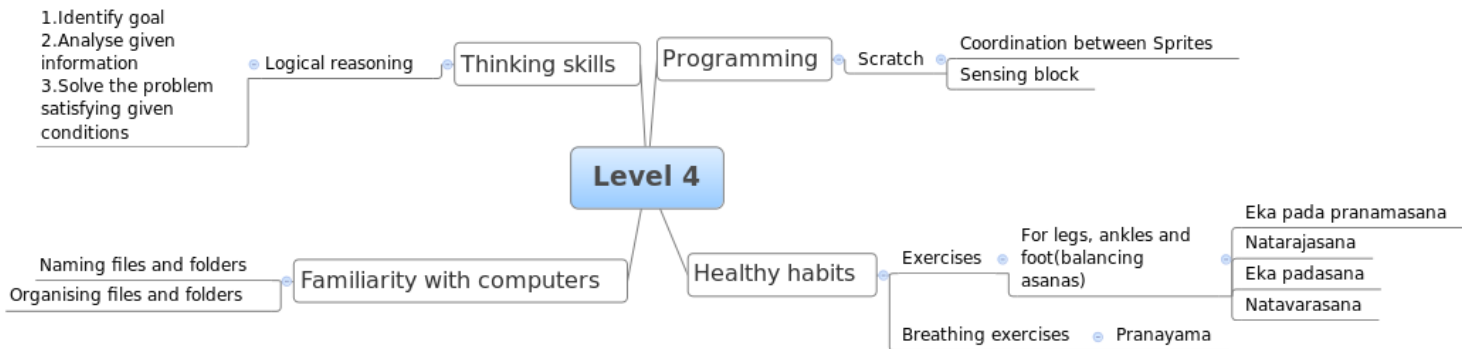 1.Identify goal
2.Analyse given
information
3.Solve the problem
satisfying given
conditions
Logical reasoning
Thinking skills
Programming
Scratch
Coordination between Sprites
Sensing block
Level 4
Naming files and folders
Organising files and folders
Familiarity with computers
Healthy habits
Exercises
For legs, ankles and
foot(balancing
asanas)
Eka pada pranamasana
Natarajasana
Eka padasana
Natavarasana
Breathing exercises
Pranayama